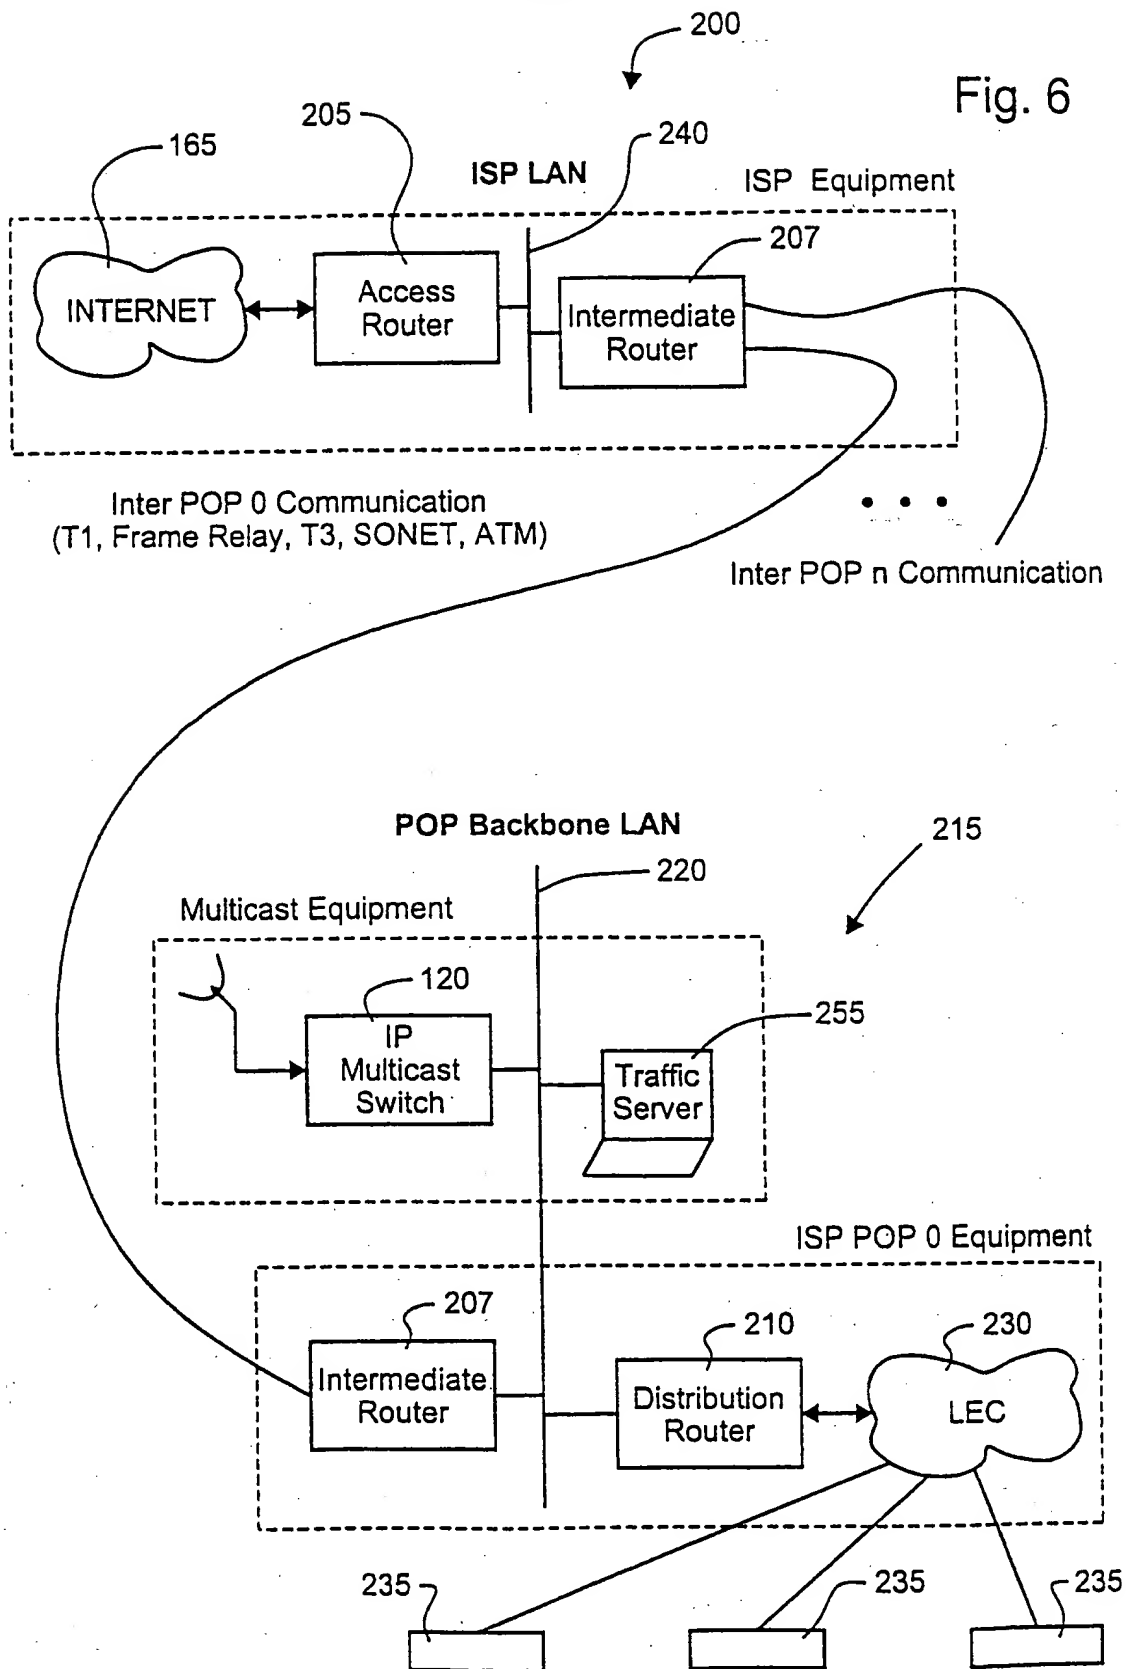 200
Fig. 6
205
165
240
ISP LAN
ISP Equipment
207
INTERNET
Access
Router
Intermediate
Router
Inter POP 0 Communication
(T1, Frame Relay, T3, SONET, ATM)
Inter POP n Communication
POP Backbone LAN
215
220
Multicast Equipment
120
255
IP
Multicast
Switch
Traffic
Server
ISP POP 0 Equipment
207
210
230
Intermediate
Router
Distribution
Router
LEC
235
235
235